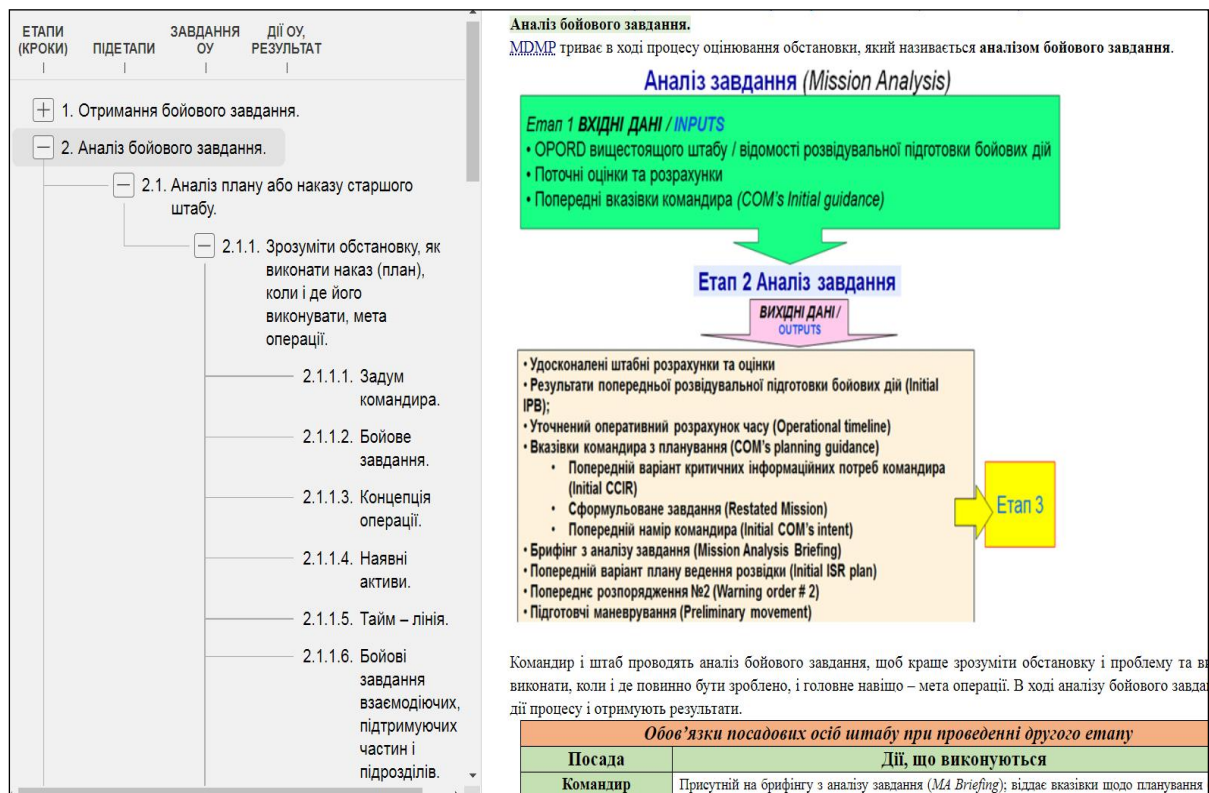 ЕТАПИ (КРОКИ)
ПІДЕТАПИ
ЗАВДАННЯ ОУ
ДІЇ ОУ, РЕЗУЛЬТАТ
1. Отримання бойового завдання.
2. Аналіз бойового завдання.
2.1. Аналіз плану або наказу старшого
штабу.
2.1.1. Зрозуміти обстановку, як
виконати наказ (план),
коли і де його
виконувати, мета
операції.
2.1.1.1. Задум
командира.
2.1.1.2. Бойове
завдання.
2.1.1.3. Концепція
операції.
2.1.1.4. Наявні
активи.
2.1.1.5. Тайм – лінія.
2.1.1.6. Бойові
завдання
взаємодіючих,
підтримуючих
частин і
підрозділів.
Аналіз бойового завдання.
MDMP триває в ході процесу оцінювання обстановки, який називається аналізом бойового завдання.
Аналіз завдання (Mission Analysis)
Етап 1 ВХІДНІ ДАНІ / INPUTS
• OPORD вищестоящого штабу / відомості розвідувальної підготовки бойових дій
• Поточні оцінки та розрахунки
• Попередні вказівки командира (COM's Initial guidance)
Етап 2 Аналіз завдання
ВИХІДНІ ДАНІ /
OUTPUTS
• Удосконалені штабні розрахунки та оцінки
• Результати попередньої розвідувальної підготовки бойових дій (Initial
IPB);
• Уточнений оперативний розрахунок часу (Operational timeline)
• Вказівки командира з планування (COM's planning guidance)
• Попередній варіант критичних інформаційних потреб командира
(Initial CCIR)
• Сформульоване завдання (Restated Mission)
• Попередній намір командира (Initial COM's intent)
• Брифінг з аналізу завдання (Mission Analysis Briefing)
• Попередній варіант плану ведення розвідки (Initial ISR plan)
• Попереднє розпорядження №2 (Warning order # 2)
• Підготовчі маневрування (Preliminary movement)
Етап 3
Командир і штаб проводять аналіз бойового завдання, щоб краще зрозуміти обстановку і проблему та
виконати, коли і де повинно бути зроблено, і головне навіщо – мета операції. В ході аналізу бойового
дії процесу і отримують результати.
Обов'язки посадових осіб штабу при проведенні другого етапу
Посада
Дії, що виконуються
Командир
Присутній на брифінгу з аналізу завдання (MA Briefing); віддає вказівки щодо планування